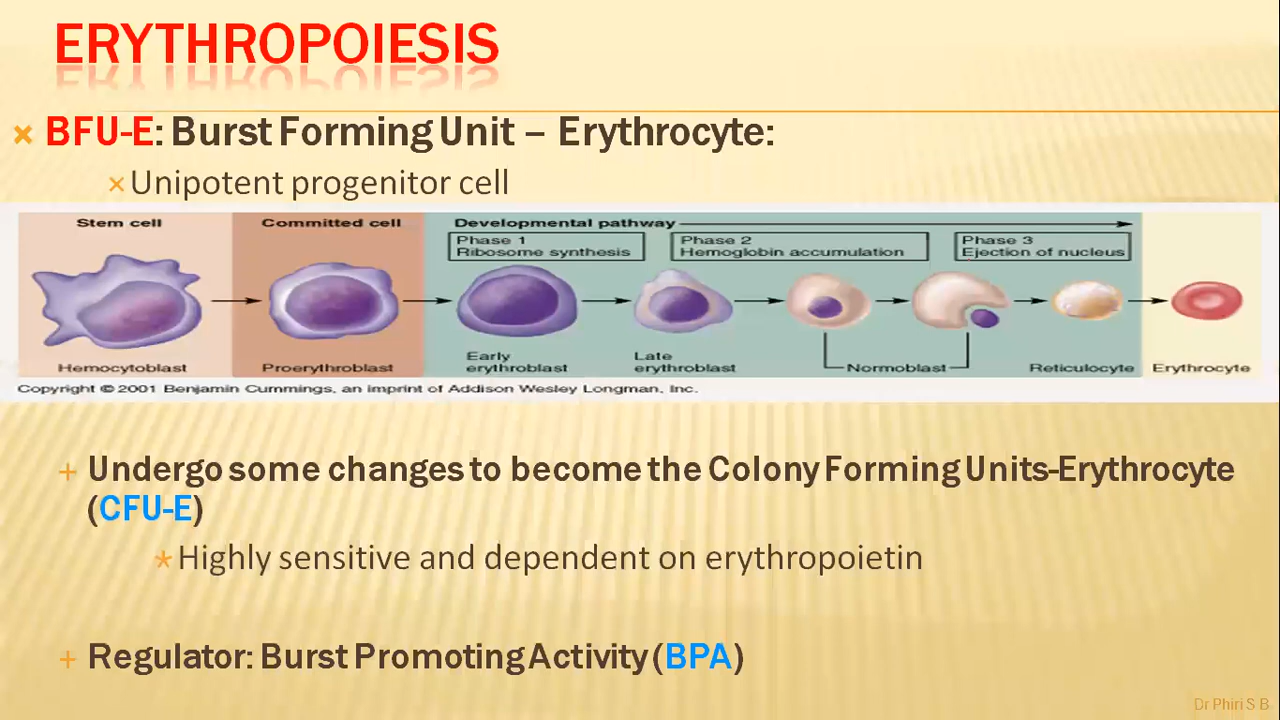 ERYTHROPOIESIS
BFU-E: Burst Forming Unit – Erythrocyte:
Unipotent progenitor cell
Stem cell
Committed cell
Developmental pathway
Phase 1
Ribosome synthesis
Phase 2
Hemoglobin accumulation
Phase 3
Ejection of nucleus
Hemocytoblast
Proerythroblast
Early
erythroblast
Late
erythroblast
Normoblast
Reticulocyte
Erythrocyte
Copyright © 2001 Benjamin Cummings, an imprint of Addison Wesley Longman, Inc.
Undergo some changes to become the Colony Forming Units-Erythrocyte
(CFU-E)
Highly sensitive and dependent on erythropoietin
Regulator: Burst Promoting Activity (BPA)
Dr Phiri S B